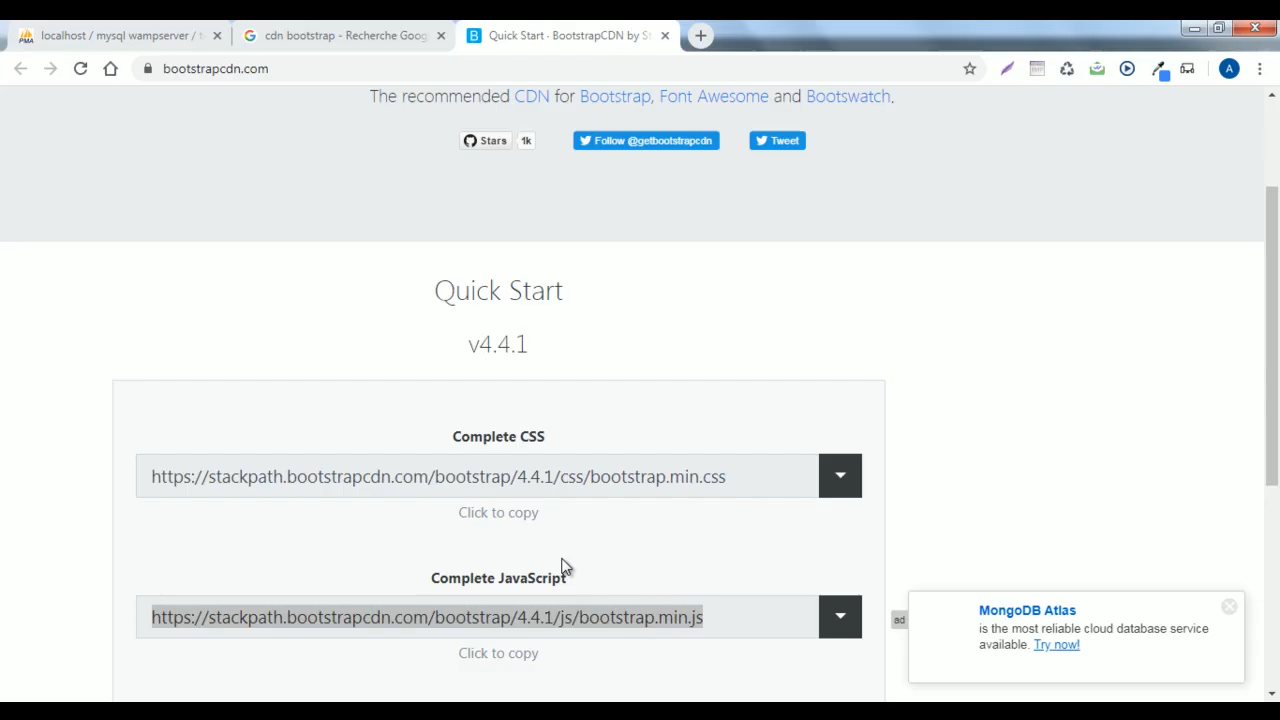 localhost / mysql wampserver / t
cdn bootstrap - Recherche Goog
Quick Start - BootstrapCDN by St
bootstrapcdn.com
A
The recommended CDN for Bootstrap, Font Awesome and Bootswatch.
Stars 1k
Follow @getbootstrapcdn
Tweet
Quick Start
v4.4.1
Complete CSS
https://stackpath.bootstrapcdn.com/bootstrap/4.4.1/css/bootstrap.min.css
Click to copy
Complete JavaScript
https://stackpath.bootstrapcdn.com/bootstrap/4.4.1/js/bootstrap.min.js
Click to copy
ad
MongoDB Atlas
is the most reliable cloud database service
available. Try now!